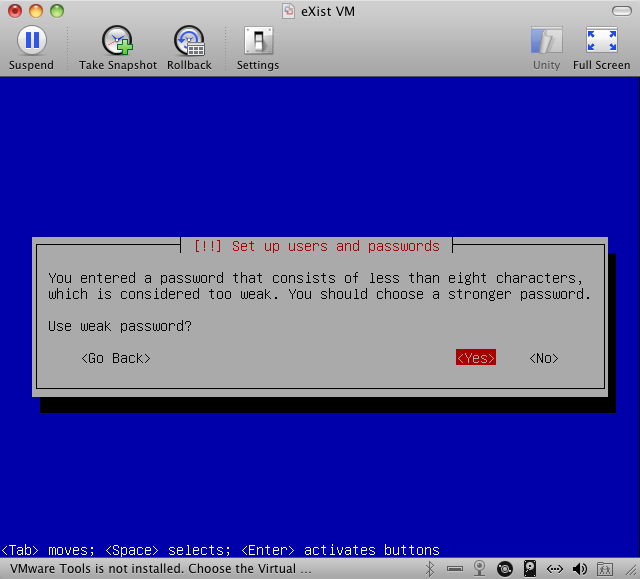 eXist VM
Suspend Take Snapshot Rollback Settings Unity Full Screen
[!!] Set up users and passwords
You entered a password that consists of less than eight characters,
which is considered too weak. You should choose a stronger password.
Use weak password?
<Go Back> <Yes> <No>
<Tab> moves; <Space> selects; <Enter> activates buttons
VMware Tools is not installed. Choose the Virtual ...